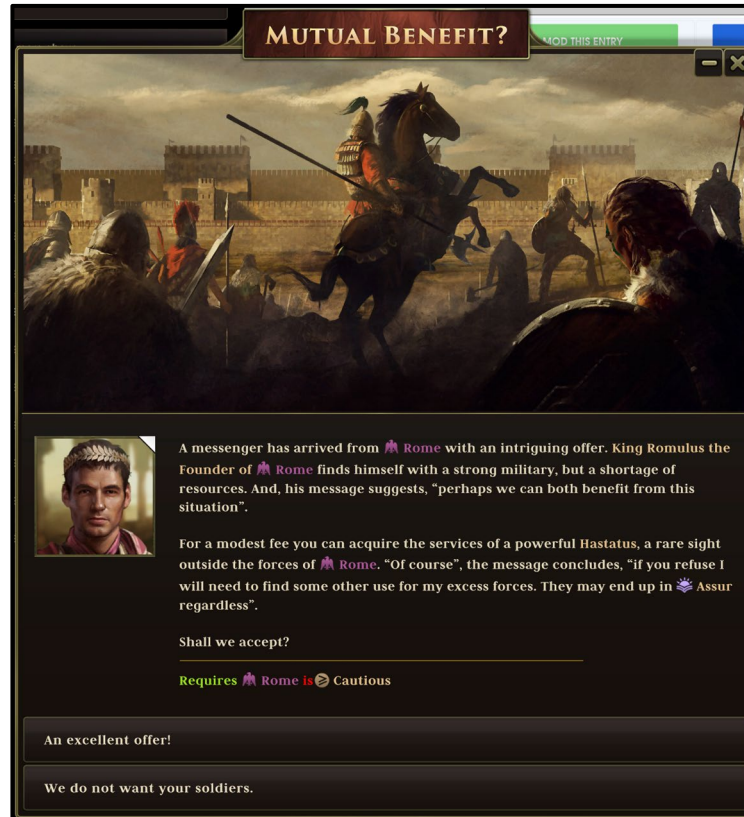 MUTUAL BENEFIT?
MOD THIS ENTRY
A messenger has arrived from Rome with an intriguing offer. King Romulus the
Founder of Rome finds himself with a strong military, but a shortage of
resources. And, his message suggests, “perhaps we can both benefit from this
situation”.
For a modest fee you can acquire the services of a powerful Hastatus, a rare sight
outside the forces of Rome. “Of course”, the message concludes, “if you refuse I
will need to find some other use for my excess forces. They may end up in Assur
regardless”.
Shall we accept?
Requires Rome is Cautious
An excellent offer!
We do not want your soldiers.